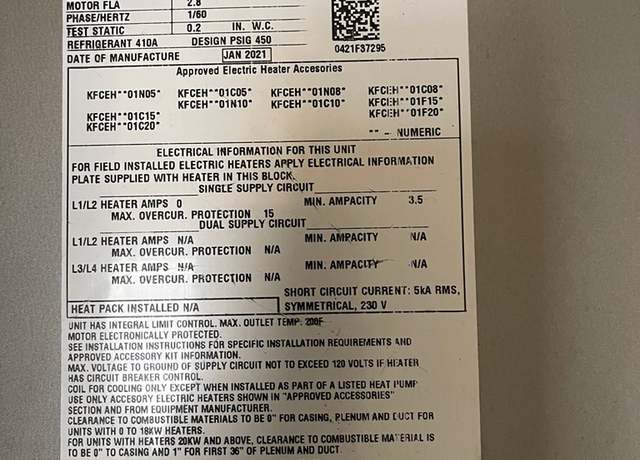 MOTOR FLA 2.8
PHASE/HERTZ 1/60
TEST STATIC 0.2 IN. W.C.
REFRIGERANT 410A DESIGN PSIG 450
DATE OF MANUFACTURE JAN 2021
0421F37295
Approved Electric Heater Accesories
KFCEH**01N05* KFCEH**01C05* KFCEH**01N08* KFCEH**01C08*
KFCEH**01N10* KFCEH**01C10* KFCEH**01F15*
KFCEH**01C15* KFCEH**01F20*
KFCEH**01C20*
** - NUMERIC
ELECTRICAL INFORMATION FOR THIS UNIT
FOR FIELD INSTALLED ELECTRIC HEATERS APPLY ELECTRICAL INFORMATION
PLATE SUPPLIED WITH HEATER IN THIS BLOCK.
SINGLE SUPPLY CIRCUIT
L1/L2 HEATER AMPS 0 MIN. AMPACITY 3.5
MAX. OVERCUR. PROTECTION 15
DUAL SUPPLY CIRCUIT
L1/L2 HEATER AMPS N/A MIN. AMPACITY N/A
MAX. OVERCUR. PROTECTION N/A
L3/L4 HEATER AMPS N/A MIN. AMPACITY N/A
MAX. OVERCUR. PROTECTION N/A
SHORT CIRCUIT CURRENT: 5kA RMS,
HEAT PACK INSTALLED N/A SYMMETRICAL, 230 V
UNIT HAS INTEGRAL LIMIT CONTROL. MAX. OUTLET TEMP. 200F
MOTOR ELECTRONICALLY PROTECTED.
SEE INSTALLATION INSTRUCTIONS FOR SPECIFIC INSTALLATION REQUIREMENTS AND
APPROVED ACCESSORY KIT INFORMATION.
MAX. VOLTAGE TO GROUND OF SUPPLY CIRCUIT NOT TO EXCEED 120 VOLTS IF HEATER
HAS CIRCUIT BREAKER CONTROL.
COIL FOR COOLING ONLY EXCEPT WHEN INSTALLED AS PART OF A LISTED HEAT PUMP
USE ONLY ACCESORY ELECTRIC HEATERS SHOWN IN "APPROVED ACCESSORIES"
SECTION AND FROM EQUIPMENT MANUFACTURER.
CLEARANCE TO COMBUSTIBLE MATERIALS TO BE 0" FOR CASING, PLENUM AND DUCT FOR
UNITS WITH 0 TO 18KW HEATERS.
FOR UNITS WITH HEATERS 20KW AND ABOVE, CLEARANCE TO COMBUSTIBLE MATERIAL IS
TO BE 0" TO CASING AND 1" FOR FIRST 36" OF PLENUM AND DUCT.